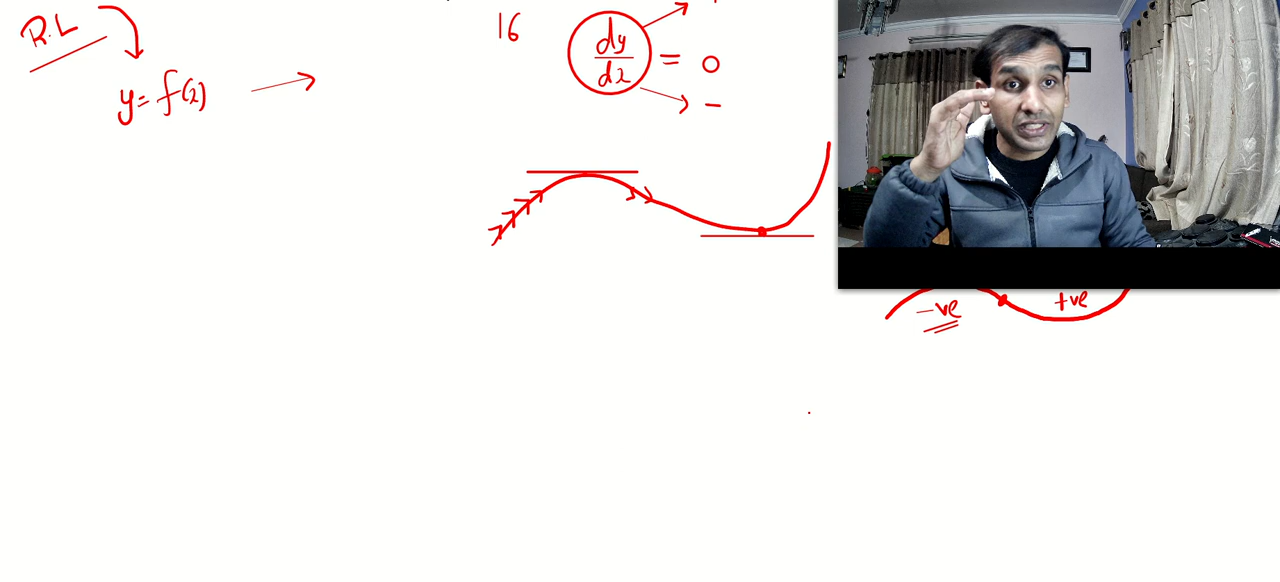 R.L
y = f(x)
16
dy/dx = 0
-
-ve
+ve